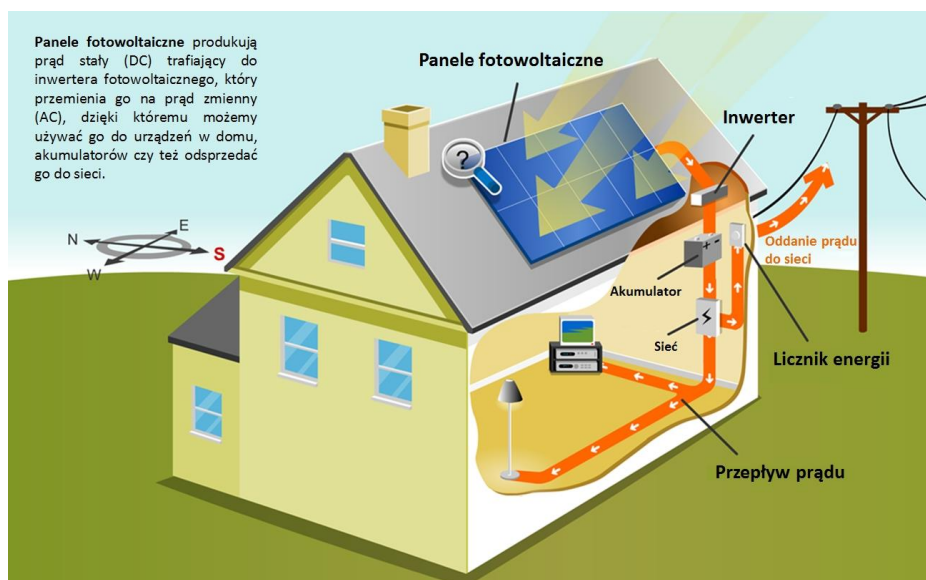 Panele fotowoltaiczne produkują
prąd stały (DC) trafiający do
inwertera fotowoltaicznego, który
przemienia go na prąd zmienny
(AC), dzięki któremu możemy
używać go do urządzeń w domu,
akumulatorów czy też odsprzedać
go do sieci.
Panele fotowoltaiczne
Inwerter
?
N
E
S
W
Oddanie prądu
do sieci
+ -
Akumulator
Sieć
Licznik energii
Przepływ prądu